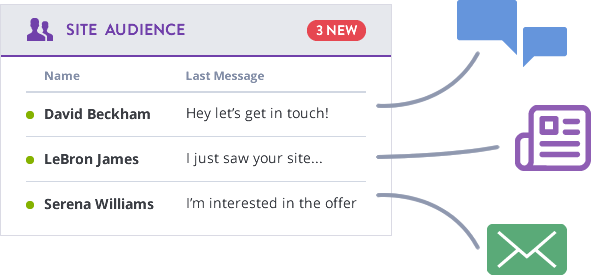 SITE AUDIENCE 3 NEW
Name Last Message
David Beckham Hey let's get in touch!
LeBron James I just saw your site...
Serena Williams I'm interested in the offer